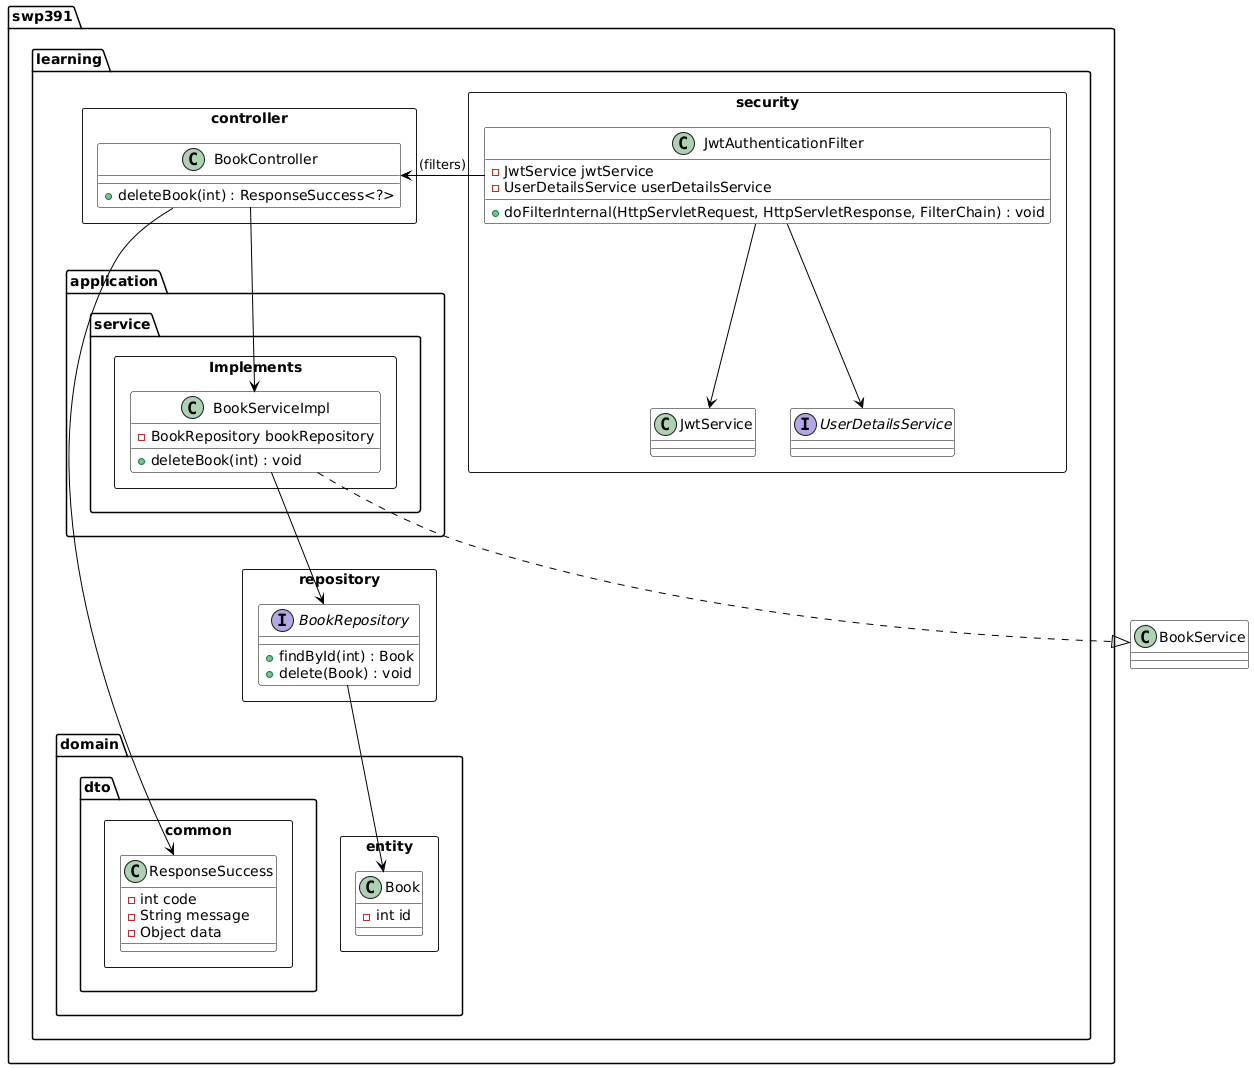 swp391
learning
controller
C BookController
deleteBook(int) : ResponseSuccess<?>
(filters)
security
C JwtAuthenticationFilter
JwtService jwtService
UserDetailsService userDetailsService
doFilterInternal(HttpServletRequest, HttpServletResponse, FilterChain) : void
application
service
Implements
C BookServiceImpl
BookRepository bookRepository
deleteBook(int) : void
C JwtService
I UserDetailsService
repository
I BookRepository
findById(int) : Book
delete(Book) : void
C BookService
domain
dto
common
C ResponseSuccess
int code
String message
Object data
entity
C Book
int id